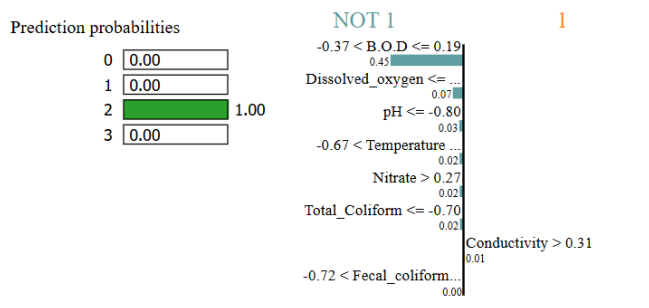 Prediction probabilities
0 0.00
1 0.00
2 1.00
3 0.00
NOT 1
1
-0.37 < B.O.D <= 0.19
0.45
Dissolved_oxygen <= ...
0.07
pH <= -0.80
0.03
-0.67 < Temperature ...
0.02
Nitrate > 0.27
0.02
Total_Coliform <= -0.70
0.02
Conductivity > 0.31
0.01
-0.72 < Fecal_coliform...
0.00